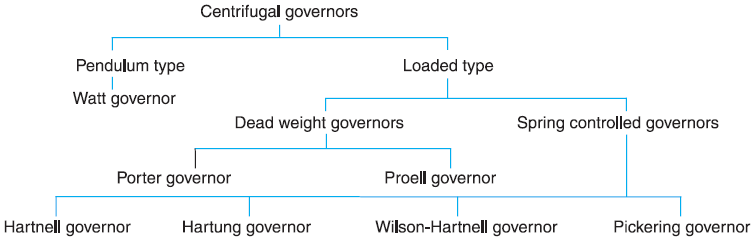 Centrifugal governors
Pendulum type
Loaded type
Watt governor
Dead weight governors
Spring controlled governors
Porter governor
Proell governor
Hartnell governor
Hartung governor
Wilson-Hartnell governor
Pickering governor